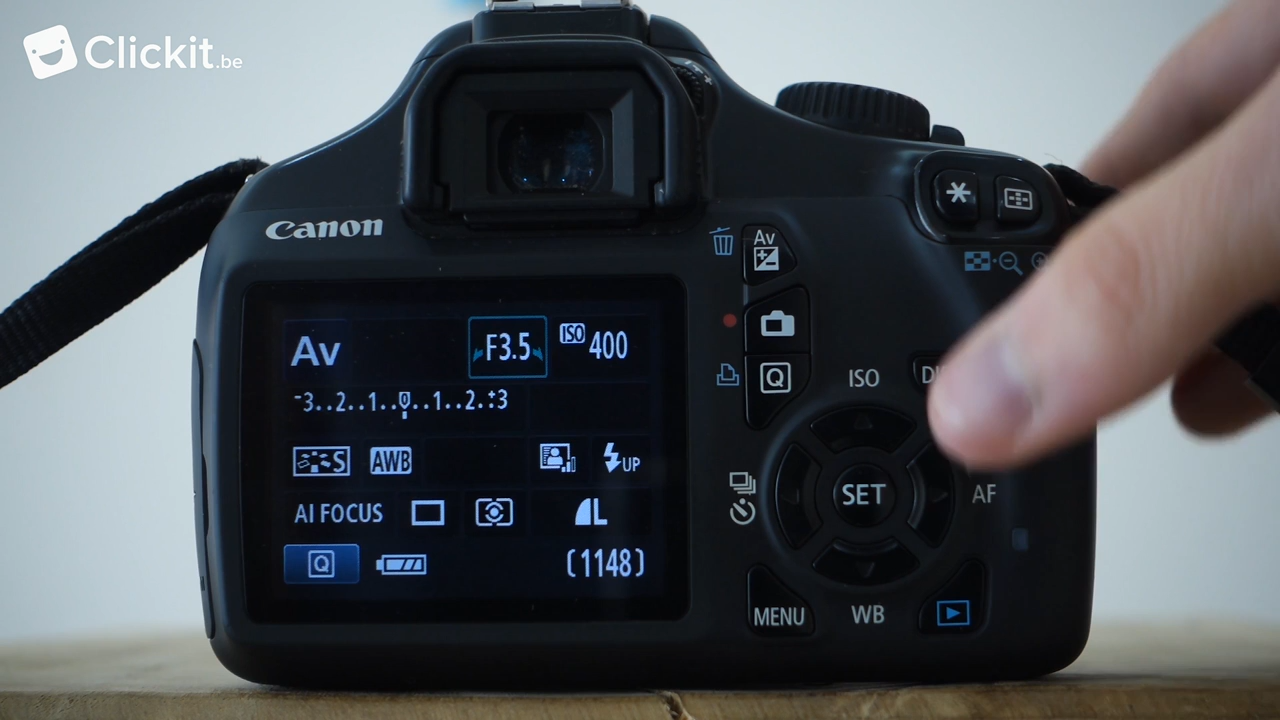 Clickit.be
Canon
Av
Av
F3.5
ISO 400
-3..2..1..0..1..2.:+3
S
AWB
UP
AI FOCUS
L
Q
(1148)
Q
ISO
SET
AF
MENU
WB